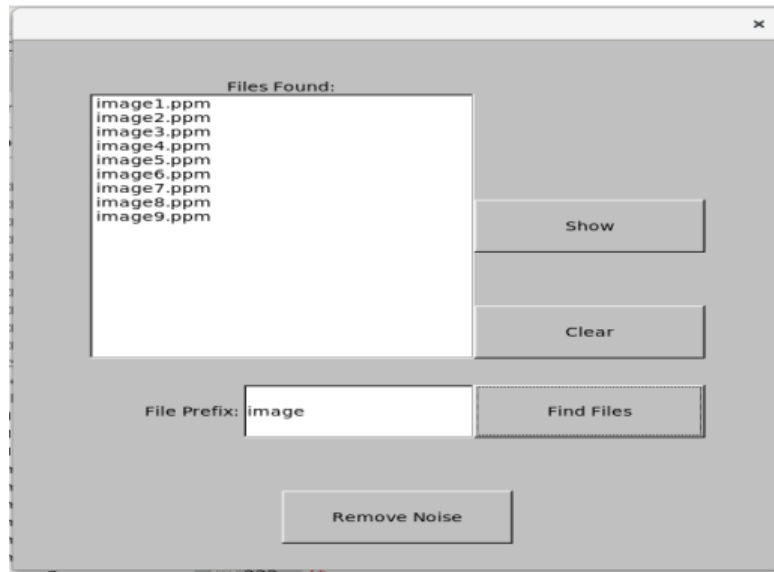 Files Found:
image1.ppm
image2.ppm
image3.ppm
image4.ppm
image5.ppm
image6.ppm
image7.ppm
image8.ppm
image9.ppm
Show
Clear
File Prefix: image
Find Files
Remove Noise